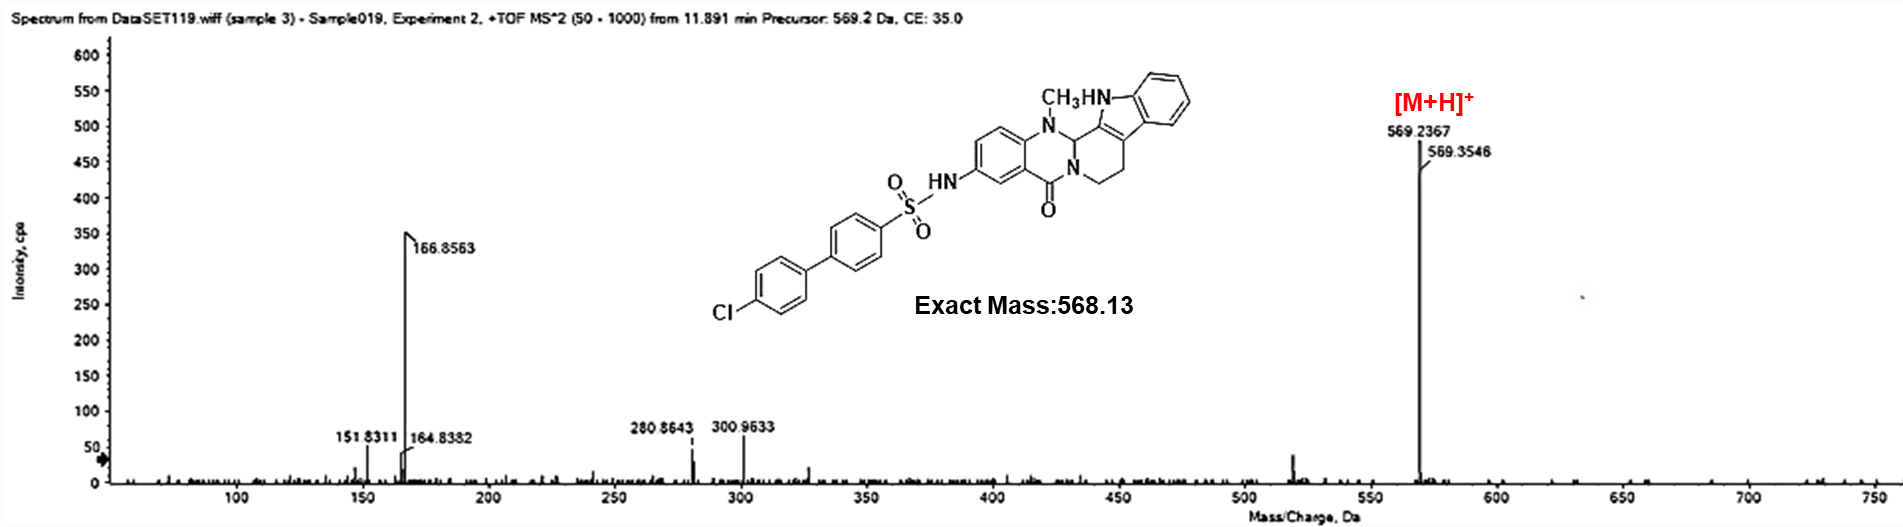 Spectrum from DataSET119.wiff (sample 3) - Sample019, Experiment 2, +TOF MS^2 (50 - 1000) from 11.891 min Precursor: 569.2 Da, CE: 35.0
600
550
500
450
400
350
300
250
200
150
100
50
0
Intensity, cps
166.8563
151.8311
164.8382
280.8643
300.9633
CH₃
HN
N
N
O
HN
O
S
O
Cl
Exact Mass:568.13
[M+H]⁺
569.2367
569.3546
100 150 200 250 300 350 400 450 500 550 600 650 700 750
Mass/Charge, Da